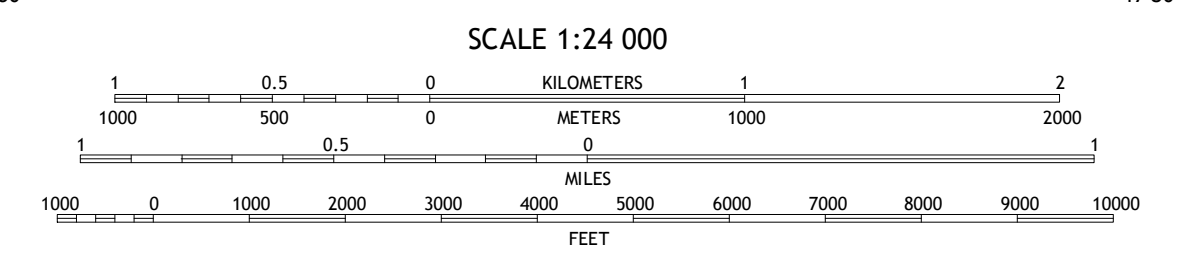 SCALE 1:24 000
1 0.5 0 KILOMETERS 1 2
1000 500 0 METERS 1000 2000
1 0.5 0 1
MILES
1000 0 1000 2000 3000 4000 5000 6000 7000 8000 9000 10000
FEET